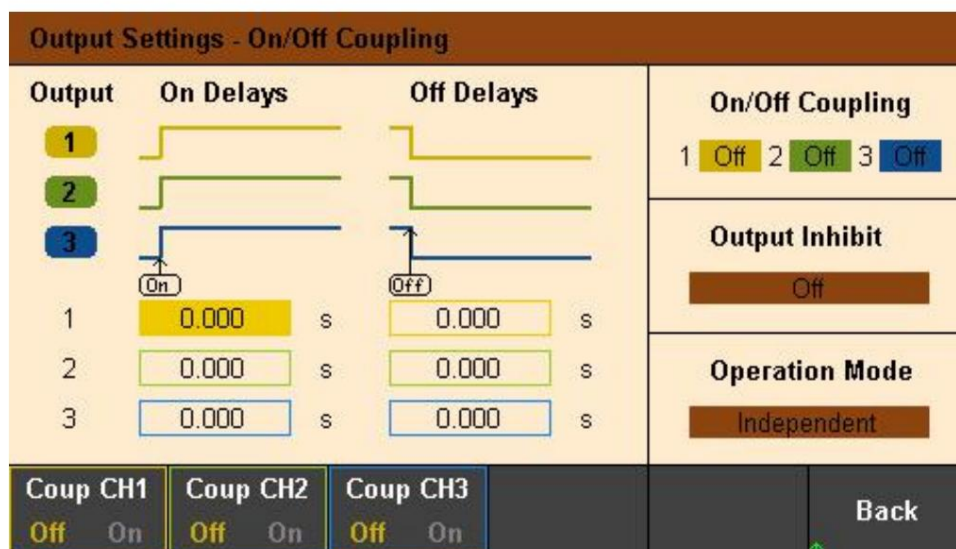 Output Settings - On/Off Coupling
Output On Delays Off Delays
1
2
3
On Off
1 0.000 s 0.000 s
2 0.000 s 0.000 s
3 0.000 s 0.000 s
On/Off Coupling
1 Off 2 Off 3 Off
Output Inhibit
Off
Operation Mode
Independent
Coup CH1 Coup CH2 Coup CH3
Off On Off On Off On
Back